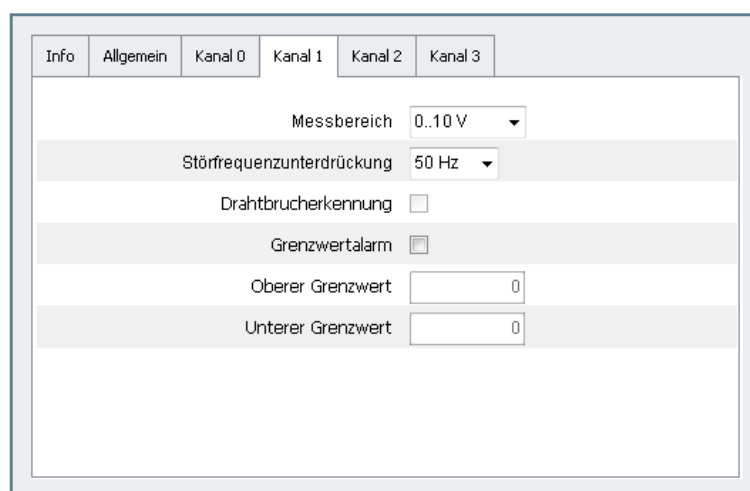 Info Allgemein Kanal 0 Kanal 1 Kanal 2 Kanal 3
Messbereich 0..10 V
Störfrequenzunterdrückung 50 Hz
Drahtbrucherkennung
Grenzwertalarm
Oberer Grenzwert 0
Unterer Grenzwert 0